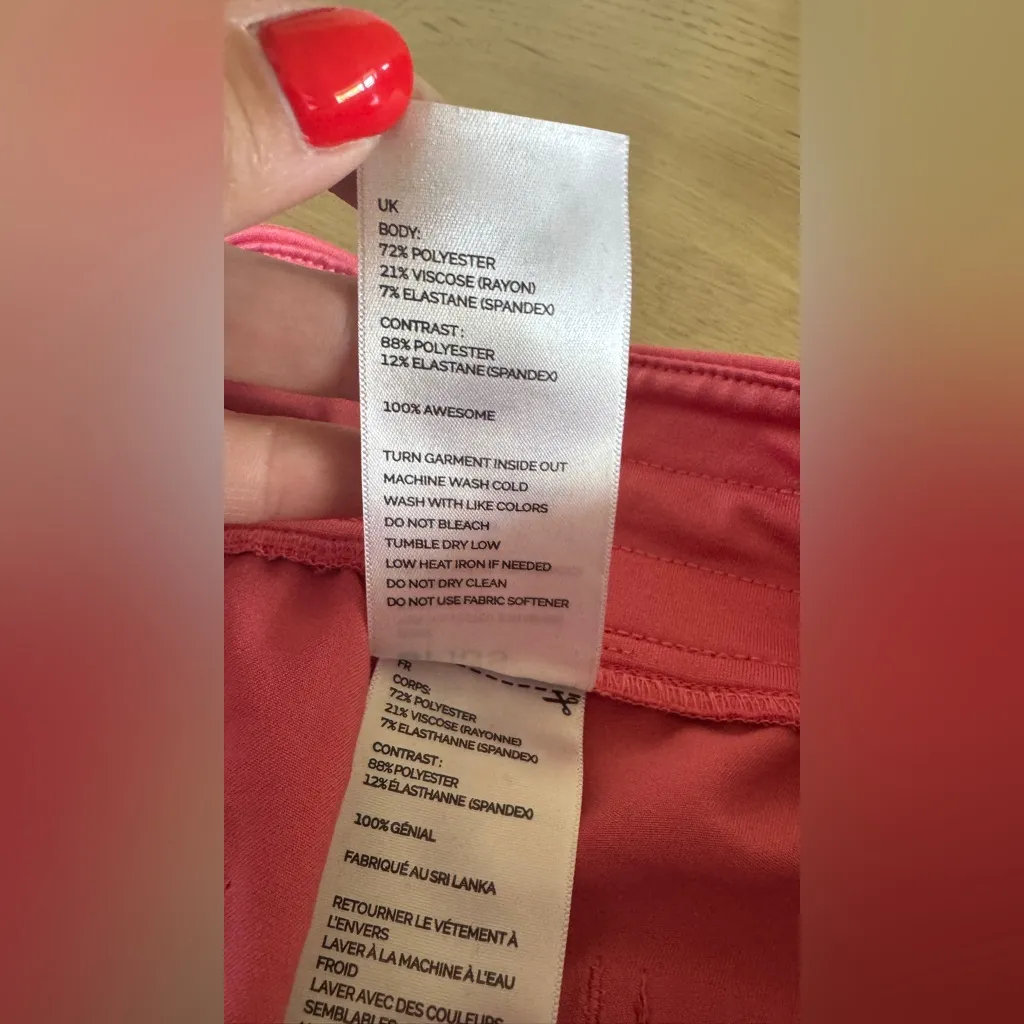 UK
BODY:
72% POLYESTER
21% VISCOSE (RAYON)
7% ELASTANE (SPANDEX)
CONTRAST :
88% POLYESTER
12% ELASTANE (SPANDEX)
100% AWESOME
TURN GARMENT INSIDE OUT
MACHINE WASH COLD
WASH WITH LIKE COLORS
DO NOT BLEACH
TUMBLE DRY LOW
LOW HEAT IRON IF NEEDED
DO NOT DRY CLEAN
DO NOT USE FABRIC SOFTENER
FR
CORPS:
72% POLYESTER
21% VISCOSE (RAYONNE)
7% ELASTHANNE (SPANDEX)
CONTRAST :
88% POLYESTER
12% ÉLASTHANNE (SPANDEX)
100% GÉNIAL
FABRIQUÉ AU SRI LANKA
RETOURNER LE VÊTEMENT À
L'ENVERS
LAVER À LA MACHINE À L'EAU
FROID
LAVER AVEC DES COULEURS
SEMBLABLES